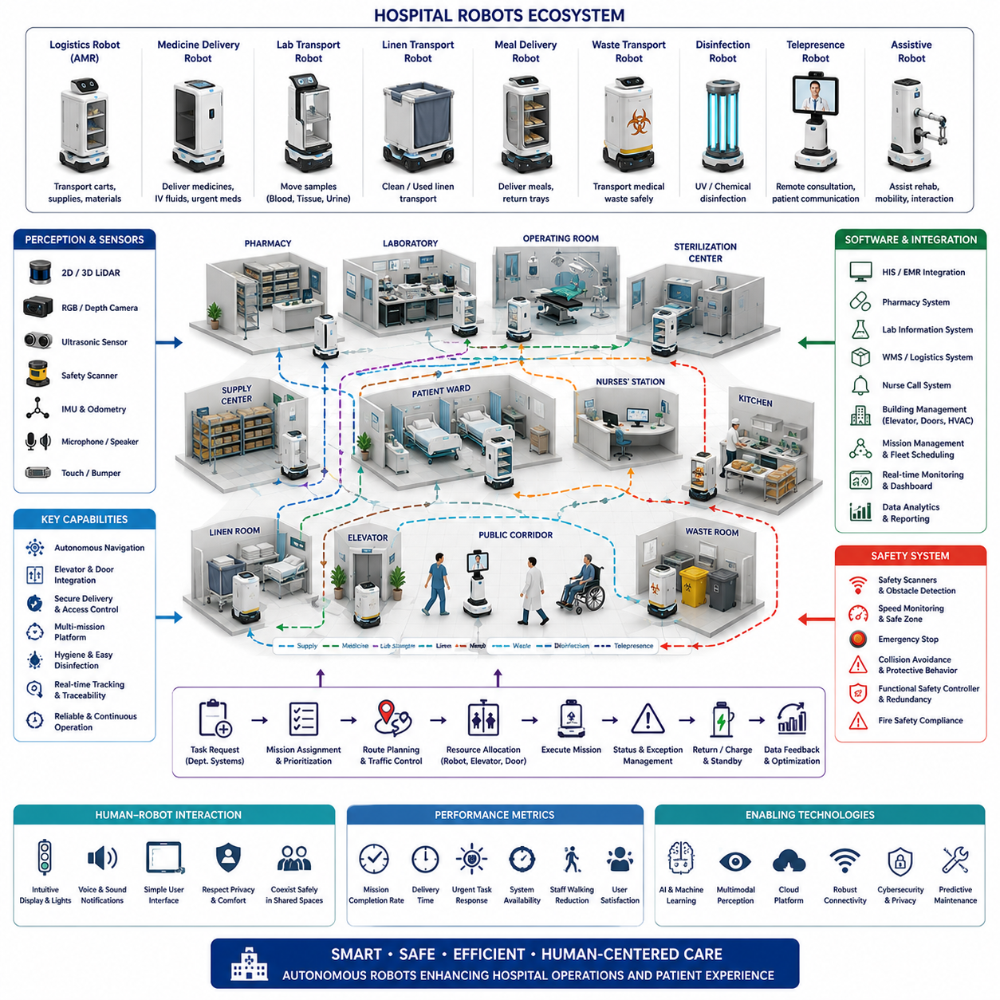 HOSPITAL ROBOTS ECOSYSTEM
Logistics Robot
(AMR)
Transport carts,
supplies, materials
Medicine Delivery
Robot
Deliver medicines,
IV fluids, urgent meds
Lab Transport
Robot
Move samples
(Blood, Tissue, Urine)
Linen Transport
Robot
Clean / Used linen
transport
Meal Delivery
Robot
Deliver meals,
return trays
Waste Transport
Robot
Transport medical
waste safely
Disinfection
Robot
UV / Chemical
disinfection
Telepresence
Robot
Remote consultation,
patient communication
Assistive
Robot
Assist rehab,
mobility, interaction
PERCEPTION & SENSORS
2D / 3D LiDAR
RGB / Depth Camera
Ultrasonic Sensor
Safety Scanner
IMU & Odometry
Microphone / Speaker
Touch / Bumper
KEY CAPABILITIES
Autonomous Navigation
Elevator & Door
Integration
Secure Delivery
& Access Control
Multi-mission
Platform
Hygiene & Easy
Disinfection
Real-time Tracking
& Traceability
Reliable & Continuous
Operation
PHARMACY
LABORATORY
OPERATING ROOM
STERILIZATION
CENTER
SUPPLY
CENTER
PATIENT WARD
NURSES' STATION
KITCHEN
LINEN ROOM
ELEVATOR
PUBLIC CORRIDOR
WASTE ROOM
Supply
Medicine
Lab Samples
Linen
Waste
Disinfection
Telepresence
SOFTWARE & INTEGRATION
HIS / EMR Integration
Pharmacy System
Lab Information System
WMS / Logistics System
Nurse Call System
Building Management
(Elevator, Doors, HVAC)
Mission Management
& Fleet Scheduling
Real-time Monitoring
& Dashboard
Data Analytics
& Reporting
SAFETY SYSTEM
Safety Scanners
& Obstacle Detection
Speed Monitoring
& Safe Zone
Emergency Stop
Collision Avoidance
& Protective Behavior
Functional Safety Controller
& Redundancy
Fire Safety Compliance
Task Request
(Dept. Systems)
Mission Assignment
& Prioritization
Route Planning
& Traffic Control
Resource Allocation
(Robot, Elevator, Door)
Execute Mission
Status & Exception
Management
Return / Charge
& Standby
Data Feedback
& Optimization
HUMAN–ROBOT INTERACTION
Intuitive
Display & Lights
Voice & Sound
Notifications
Simple User
Interface
Respect Privacy
& Comfort
Coexist Safely
in Shared Spaces
PERFORMANCE METRICS
Mission
Completion Rate
Delivery
Time
Urgent Task
Response
System
Availability
Staff Walking
Reduction
User
Satisfaction
ENABLING TECHNOLOGIES
AI & Machine
Learning
Multimodal
Perception
Cloud
Platform
Robust
Connectivity
Cybersecurity
& Privacy
Predictive
Maintenance
SMART • SAFE • EFFICIENT • HUMAN-CENTERED CARE
AUTONOMOUS ROBOTS ENHANCING HOSPITAL OPERATIONS AND PATIENT EXPERIENCE